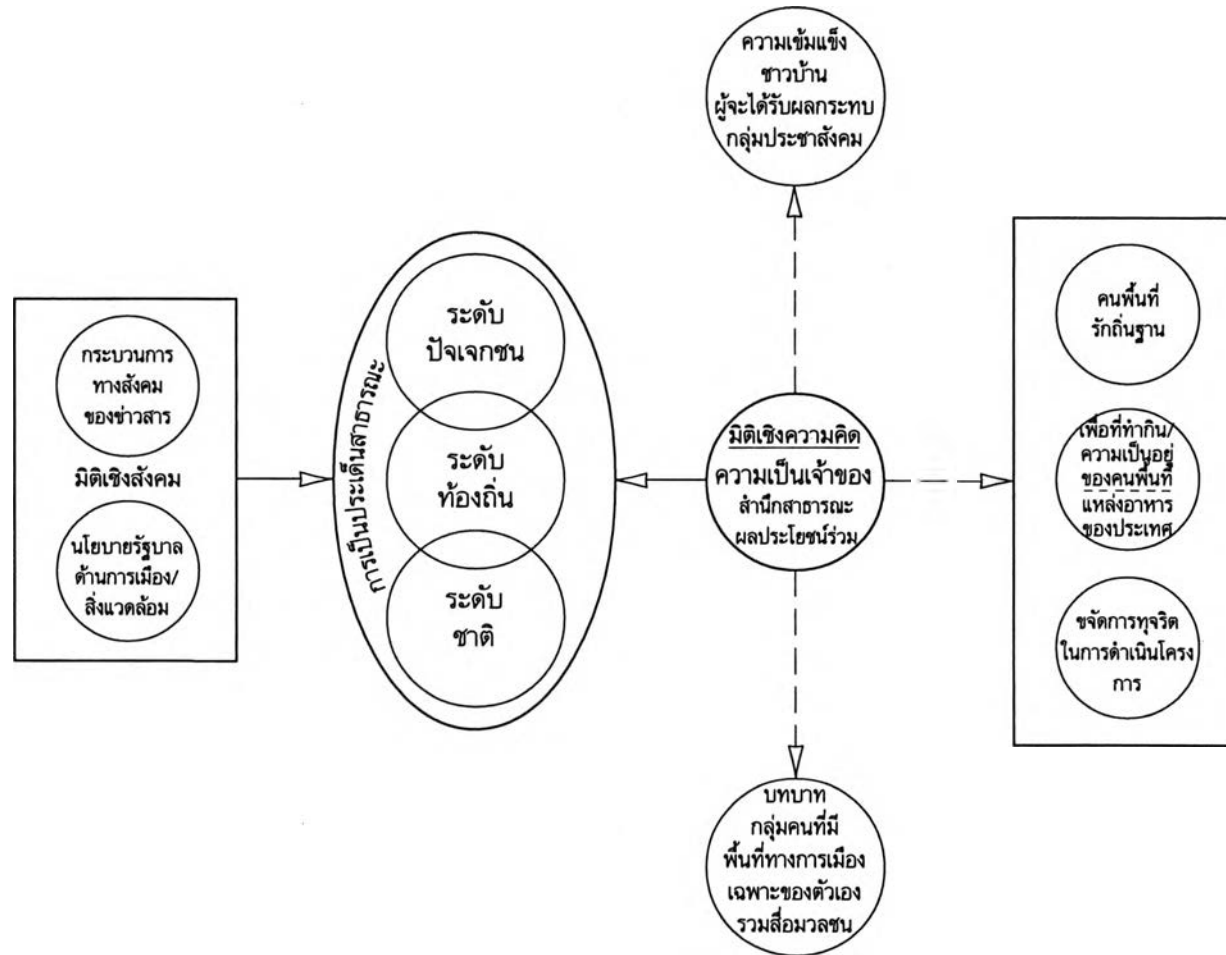 ความเข้มแข็ง
ชาวบ้าน
ผู้จะได้รับผลกระทบ
กลุ่มประชาสังคม
กระบวนการ
ทางสังคม
ของข่าวสาร
มิติเชิงสังคม
นโยบายรัฐบาล
ด้านการเมือง/
สิ่งแวดล้อม
การเป็นประเด็นสาธารณะ
ระดับ
ปัจเจกชน
ระดับ
ท้องถิ่น
ระดับ
ชาติ
มิติเชิงความคิด
ความเป็นเจ้าของ
สำนึกสาธารณะ
ผลประโยชน์ร่วม
คนพื้นที่
รักถิ่นฐาน
เพื่อที่ทำกิน/
ความเป็นอยู่
ของคนพื้นที่
แหล่งอาหาร
ของประเทศ
ขจัดการทุจริต
ในการดำเนินโครง
การ
บทบาท
กลุ่มคนที่มี
พื้นที่ทางการเมือง
เฉพาะของตัวเอง
รวมสื่อมวลชน